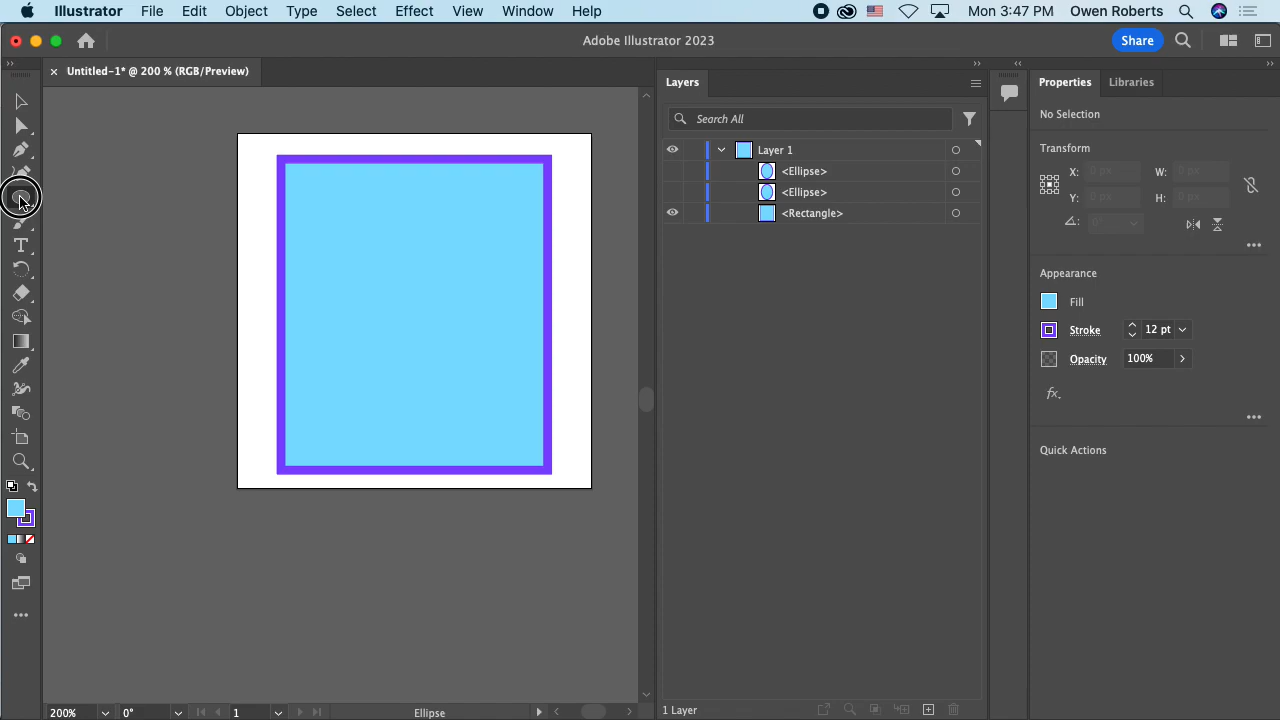 Illustrator File Edit Object Type Select Effect View Window Help Mon 3:47 PM Owen Roberts
Adobe Illustrator 2023 Share
× Untitled-1* @ 200 % (RGB/Preview)
Layers
Search All
Layer 1
<Ellipse>
<Ellipse>
<Rectangle>
Properties Libraries
No Selection
Transform
X: 0 px W: 0 px
Y: 0 px H: 0 px
0°
Appearance
Fill
Stroke 12 pt
Opacity 100%
fx.
Quick Actions
T
200% 0° 1 Ellipse
1 Layer